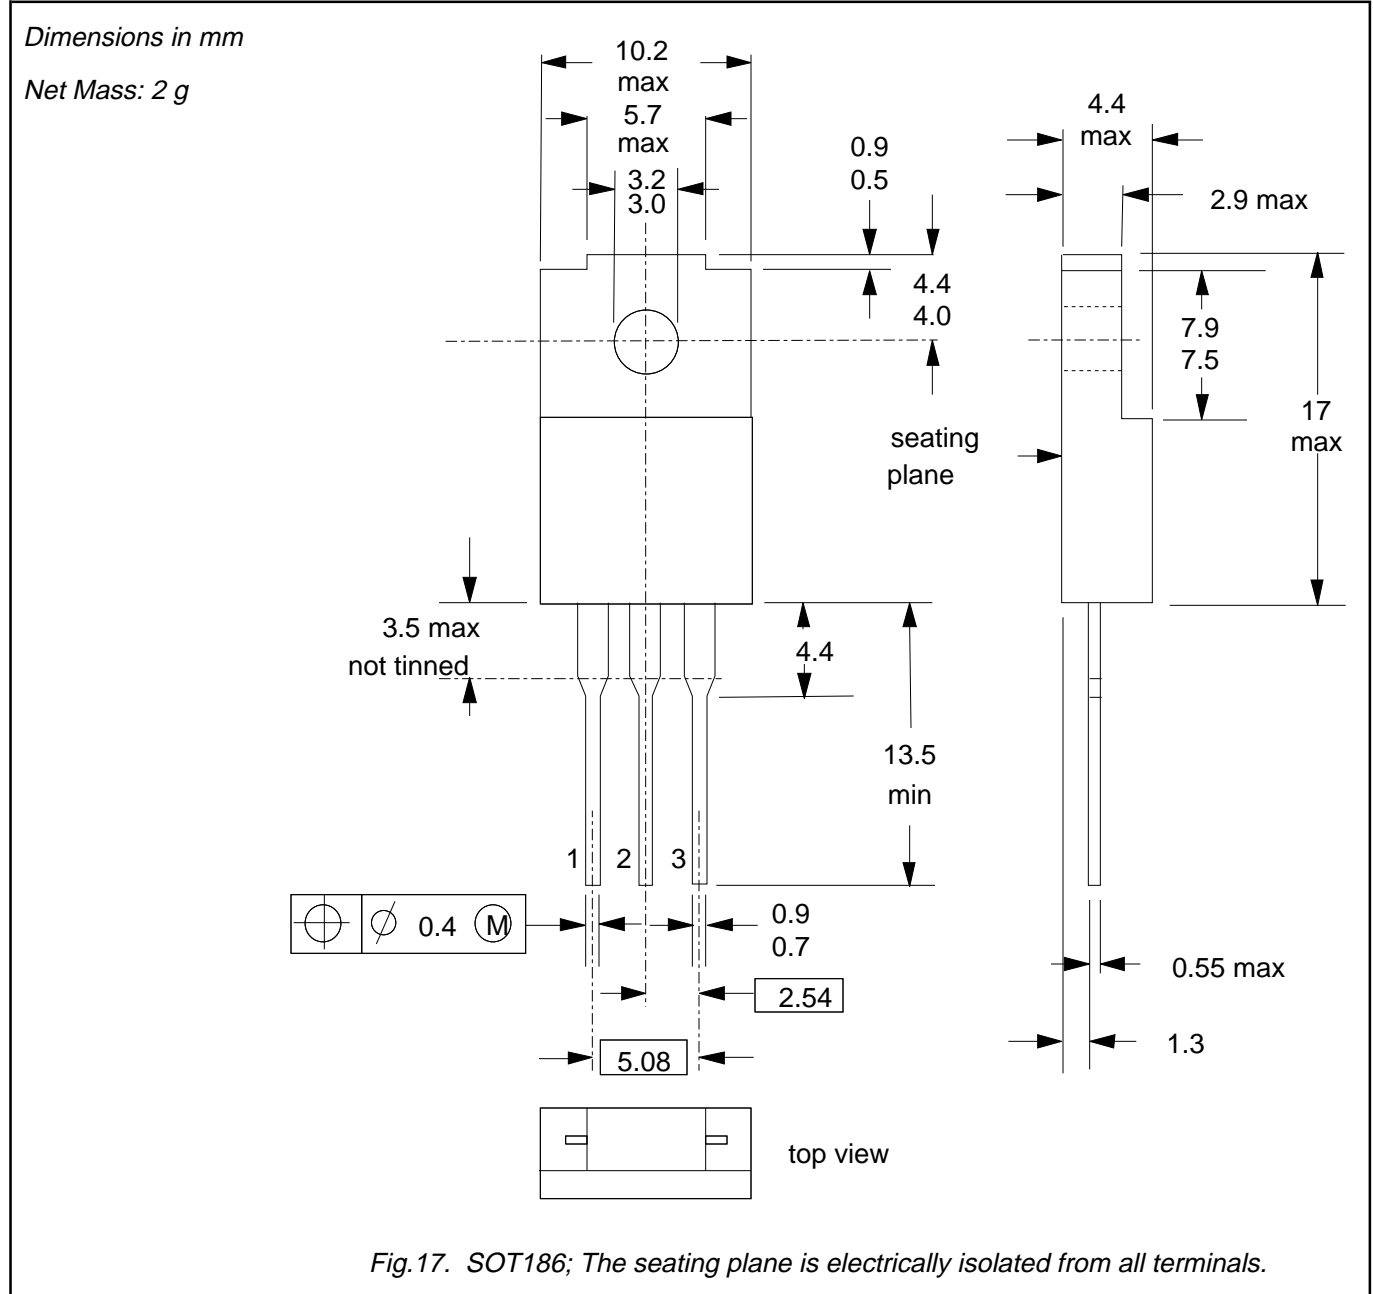 Dimensions in mm
Net Mass: 2 g
10.2
max
5.7
max
3.2
3.0
0.9
0.5
4.4
4.0
4.4
max
2.9 max
7.9
7.5
17
max
seating
plane
3.5 max
not tinned
4.4
13.5
min
1 2 3
⌀ 0.4 Ⓜ
0.9
0.7
2.54
5.08
0.55 max
1.3
top view
Fig.17. SOT186; The seating plane is electrically isolated from all terminals.